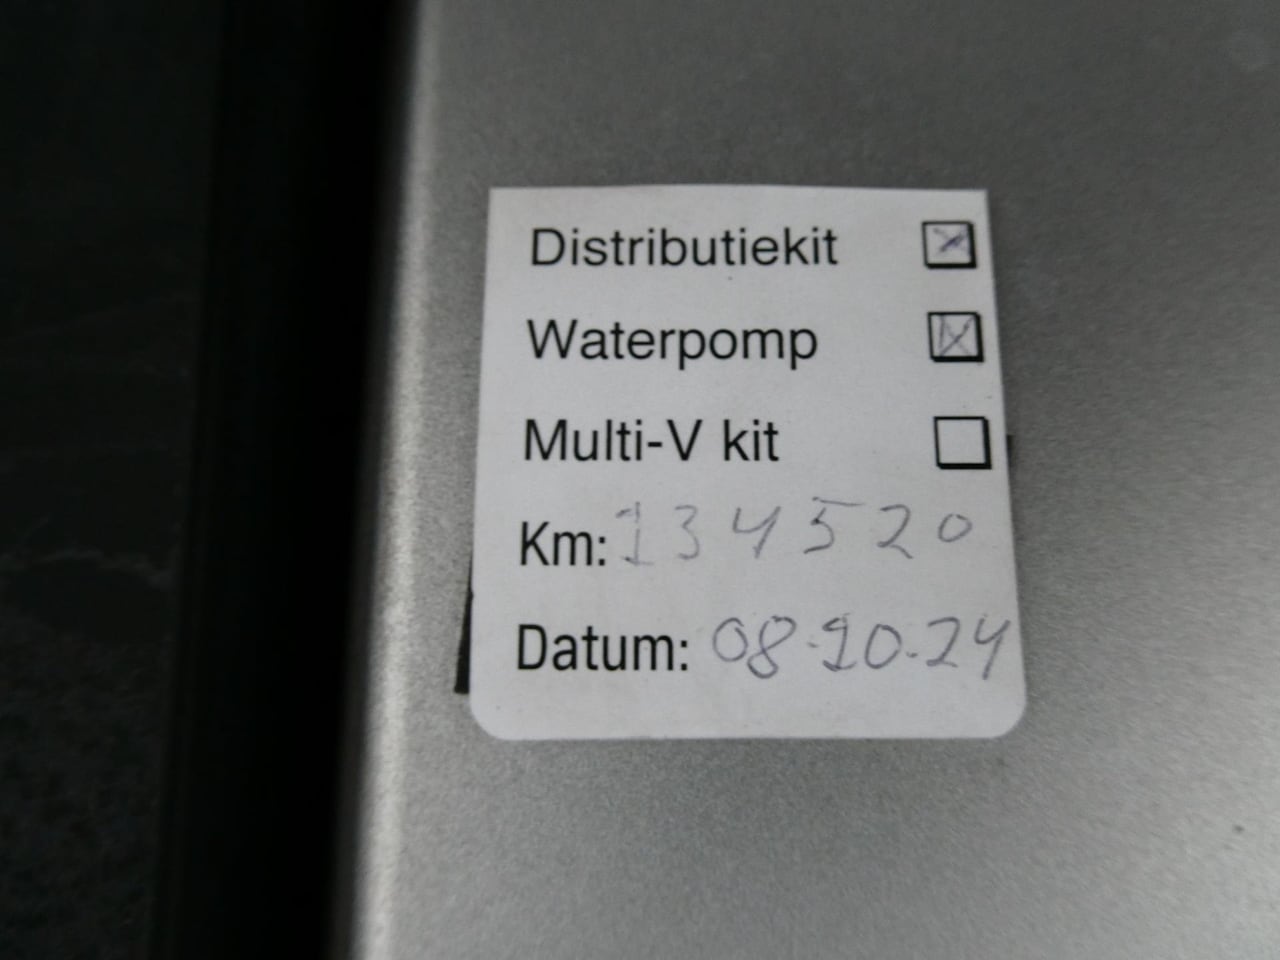 Distributiekit ☒
Waterpomp ☒
Multi-V kit ☐
Km: 134520
Datum: 08-10-24